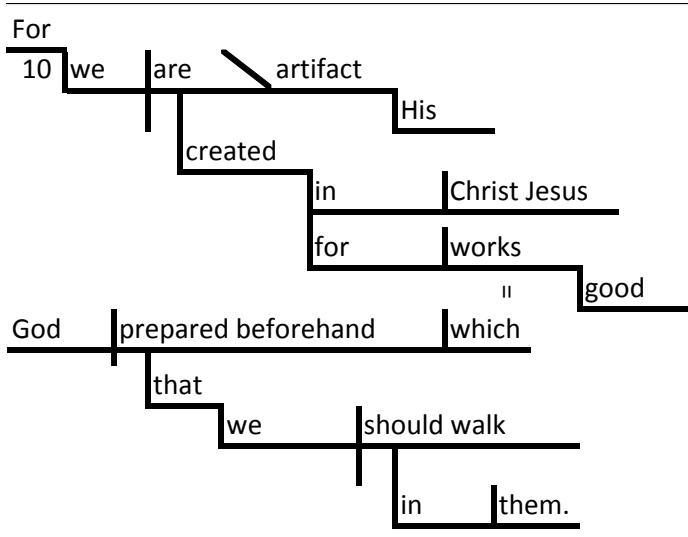 For
10 we are artifact
His
created
in Christ Jesus
for works
=
good
God prepared beforehand which
that
we should walk
in them.